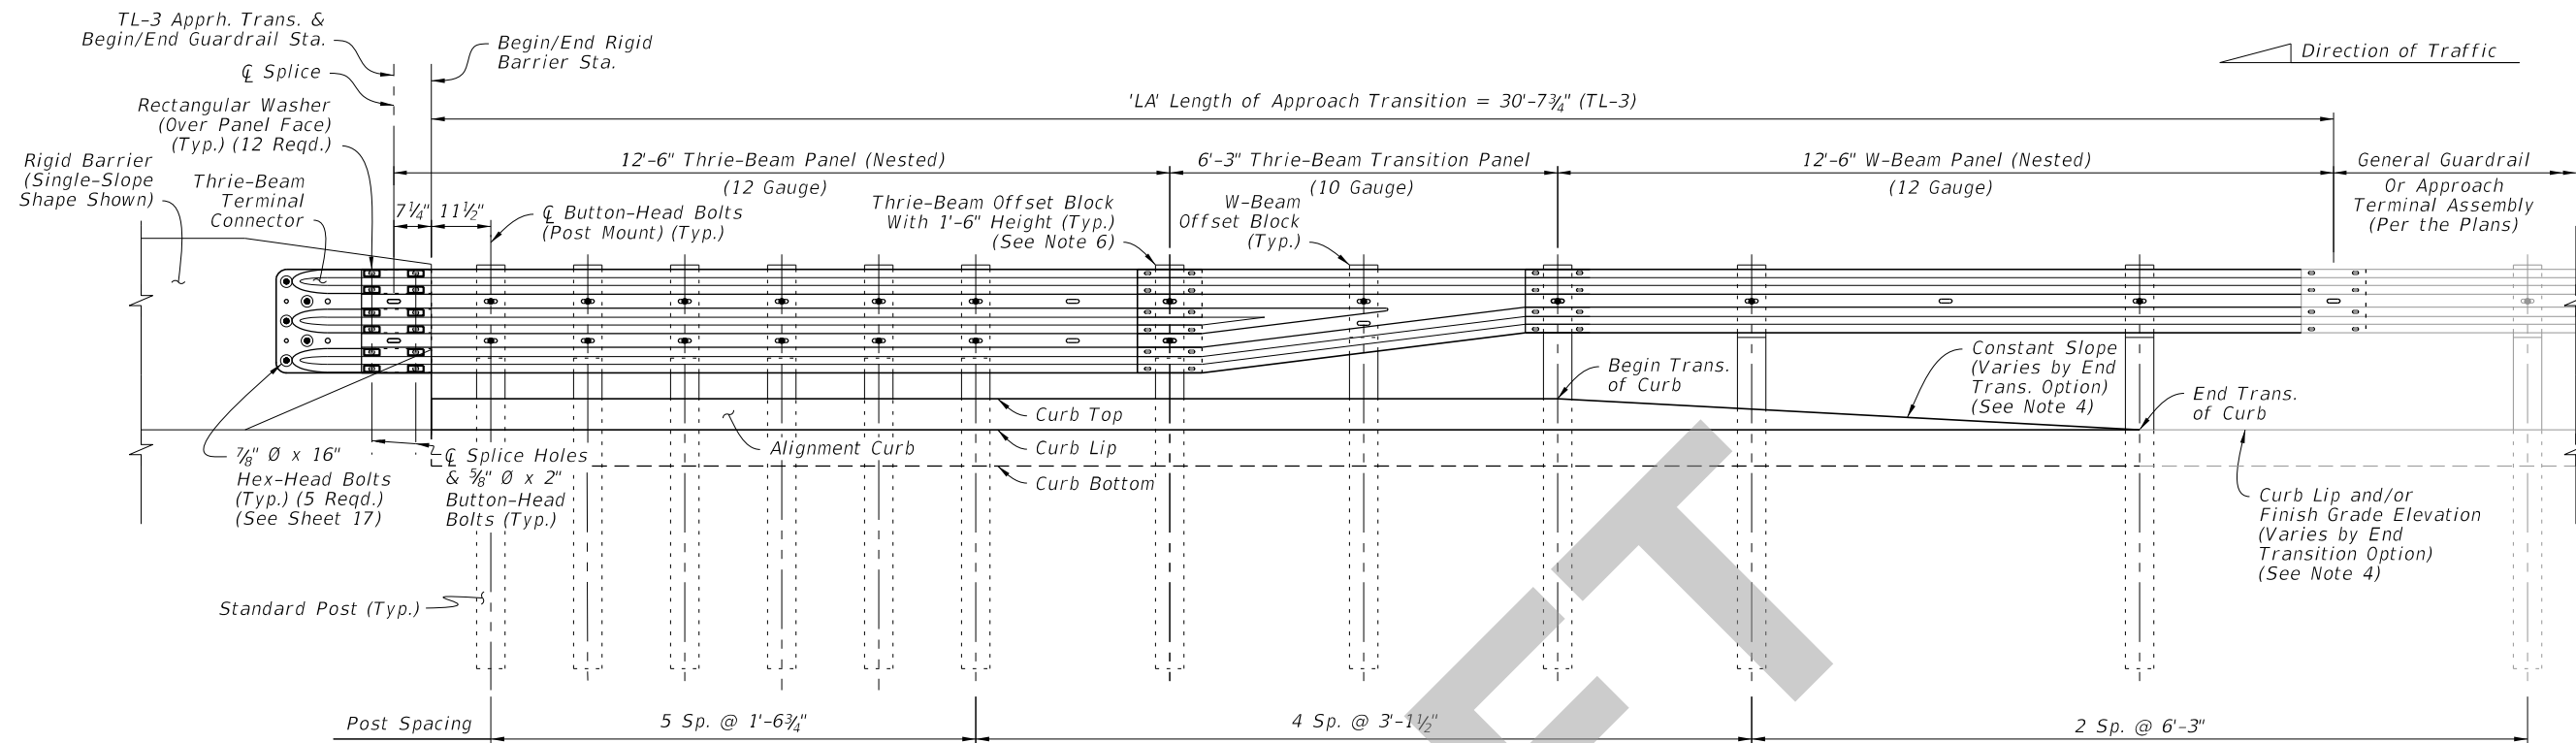 TL-3 Apprh. Trans. &
Begin/End Guardrail Sta.
℄ Splice
Rectangular Washer
(Over Panel Face)
(Typ.) (12 Reqd.)
Rigid Barrier
(Single-Slope
Shape Shown)
Thrie-Beam
Terminal
Connector
Begin/End Rigid
Barrier Sta.
Direction of Traffic
'LA' Length of Approach Transition = 30'-7¾" (TL-3)
12'-6" Thrie-Beam Panel (Nested)
(12 Gauge)
6'-3" Thrie-Beam Transition Panel
(10 Gauge)
12'-6" W-Beam Panel (Nested)
(12 Gauge)
General Guardrail
Or Approach
Terminal Assembly
(Per the Plans)
7¼"
11½"
℄ Button-Head Bolts
(Post Mount) (Typ.)
Thrie-Beam Offset Block
With 1'-6" Height (Typ.)
(See Note 6)
W-Beam
Offset Block
(Typ.)
Begin Trans.
of Curb
Constant Slope
(Varies by End
Trans. Option)
(See Note 4)
End Trans.
of Curb
Curb Top
Alignment Curb
Curb Lip
Curb Bottom
⅞" Ø x 16"
Hex-Head Bolts
(Typ.) (5 Reqd.)
(See Sheet 17)
℄ Splice Holes
& ⅝" Ø x 2"
Button-Head
Bolts (Typ.)
Curb Lip and/or
Finish Grade Elevation
(Varies by End
Transition Option)
(See Note 4)
Standard Post (Typ.)
Post Spacing
5 Sp. @ 1'-6¾"
4 Sp. @ 3'-1½"
2 Sp. @ 6'-3"